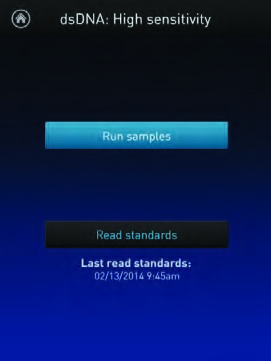 dsDNA: High sensitivity
Run samples
Read standards
Last read standards:
02/13/2014 9:45am